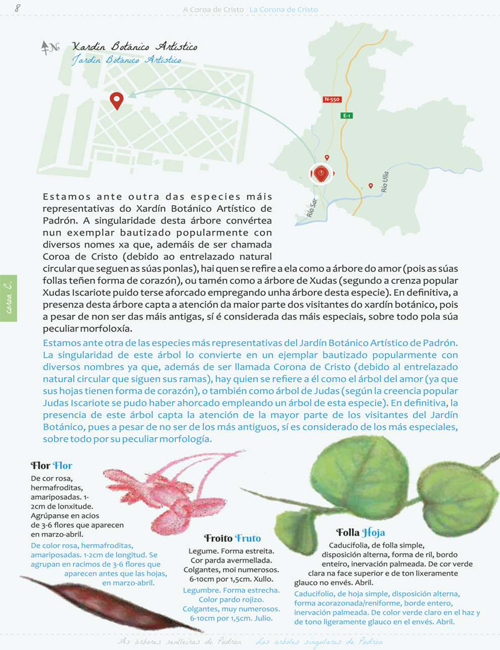 8
A Coroa de Cristo · La Corona de Cristo
N
Xardín Botánico Artístico
Jardín Botánico Artístico
N-550
E-1
Río Sar
Río Ulla
Estamos ante outra das especies máis
representativas do Xardín Botánico Artístico de
Padrón. A singularidade desta árbore convértea
nun exemplar bautizado popularmente con
diversos nomes xa que, ademáis de ser chamada
Coroa de Cristo (debido ao entrelazado natural
circular que seguen as súas ponlas), hai quen se refire a ela como a árbore do amor (pois as súas
follas teñen forma de corazón), ou tamén como a árbore de Xudas (segundo a crenza popular
Xudas Iscariote puido terse aforcado empregando unha árbore desta especie). En definitiva, a
presenza desta árbore capta a atención da maior parte dos visitantes do xardín botánico, pois
a pesar de non ser das máis antigas, sí é considerada das máis especiais, sobre todo pola súa
peculiar morfoloxía.
Estamos ante otra de las especies más representativas del Jardín Botánico Artístico de Padrón.
La singularidad de este árbol lo convierte en un ejemplar bautizado popularmente con
diversos nombres ya que, además de ser llamada Corona de Cristo (debido al entrelazado
natural circular que siguen sus ramas), hay quien se refiere a él como el árbol del amor (ya que
sus hojas tienen forma de corazón), o también como árbol de Judas (según la creencia popular
Judas Iscariote se pudo haber ahorcado empleando un árbol de esta especie). En definitiva, la
presencia de este árbol capta la atención de la mayor parte de los visitantes del Jardín
Botánico, pues a pesar de no ser de los más antiguos, sí es considerado de los más especiales,
sobre todo por su peculiar morfología.
Flor Flor
De cor rosa,
hermafroditas,
amariposadas. 1-
2cm de lonxitude.
Agrúpanse en acios
de 3-6 flores que aparecen
en marzo-abril.
De color rosa, hermafroditas,
amariposadas. 1-2cm de longitud. Se
agrupan en racimos de 3-6 flores que
aparecen antes que las hojas,
en marzo-abril.
Froito Fruto
Legume. Forma estreita.
Cor parda avermellada.
Colgantes, moi numerosos.
6-10cm por 1,5cm. Xullo.
Legumbre. Forma estrecha.
Color pardo rojizo.
Colgantes, muy numerosos.
6-10cm por 1,5cm. Julio.
Folla Hoja
Caducifolia, de folla simple,
disposición alterna, forma de ril, bordo
enteiro, inervación palmeada. De cor verde
clara na face superior e de ton lixeiramente
glauco no envés. Abril.
Caducifolio, de hoja simple, disposición alterna,
forma acorazonada/reniforme, borde entero,
inervación palmeada. De color verde claro en el haz y
de tono ligeramente glauco en el envés. Abril.
As árbores senlleiras de Padrón Los árboles singulares de Padrón